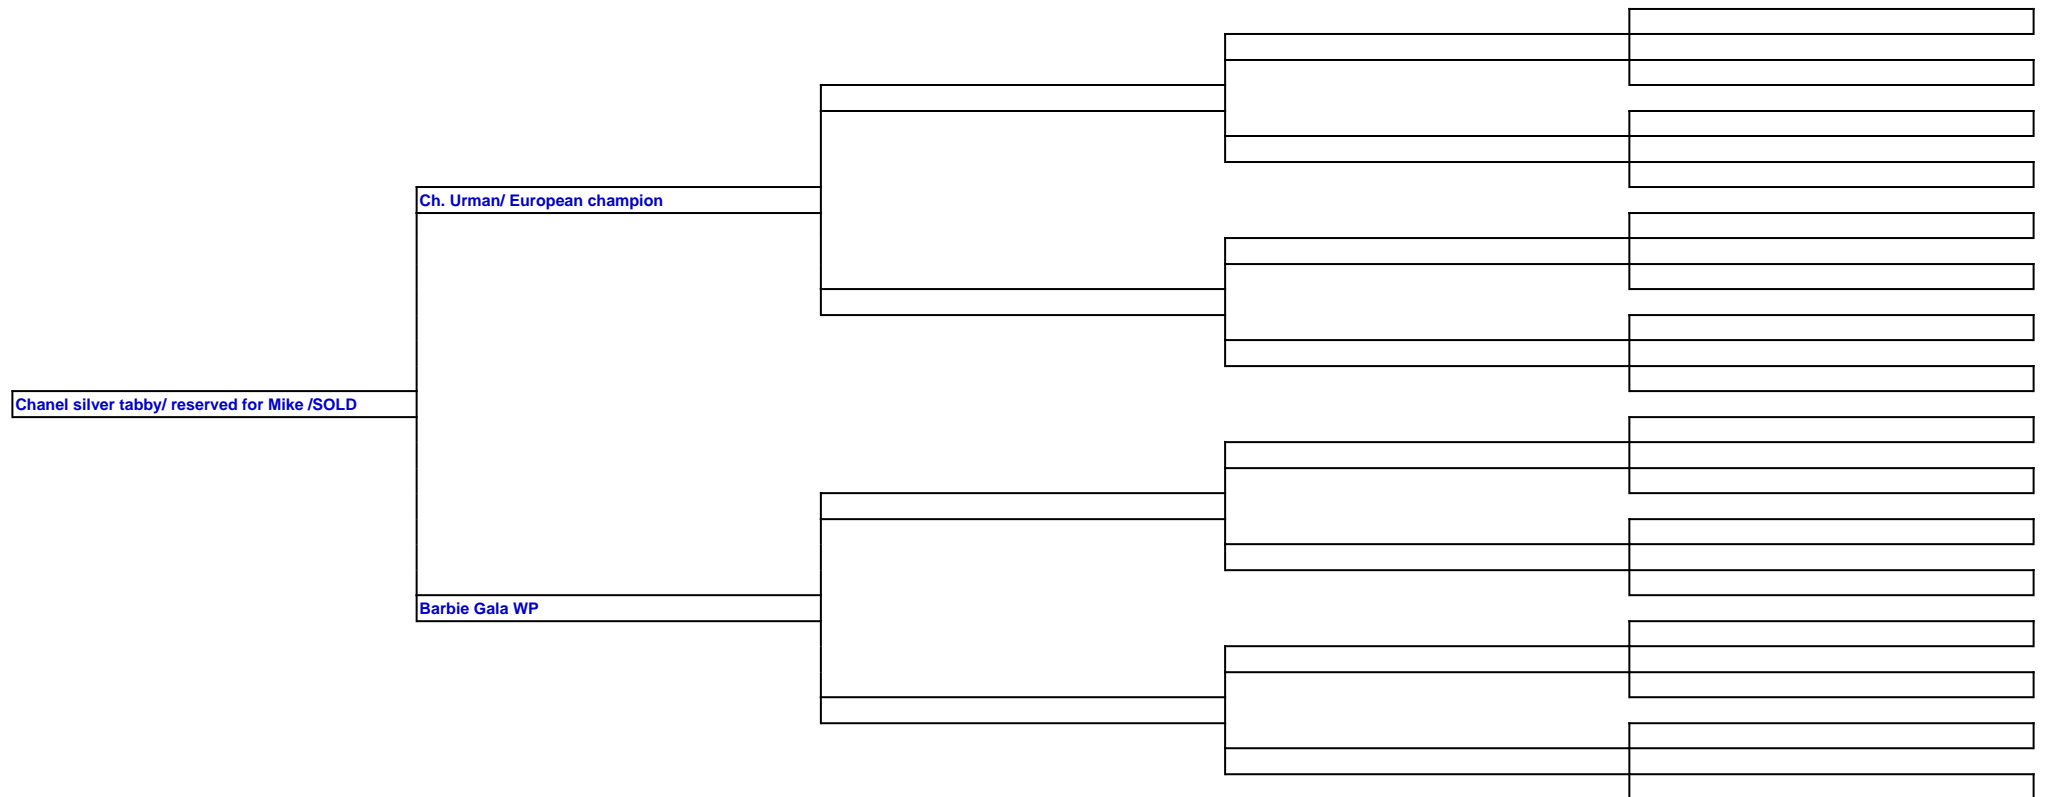 Ch. Urman/ European champion
Chanel silver tabby/ reserved for Mike /SOLD
Barbie Gala WP